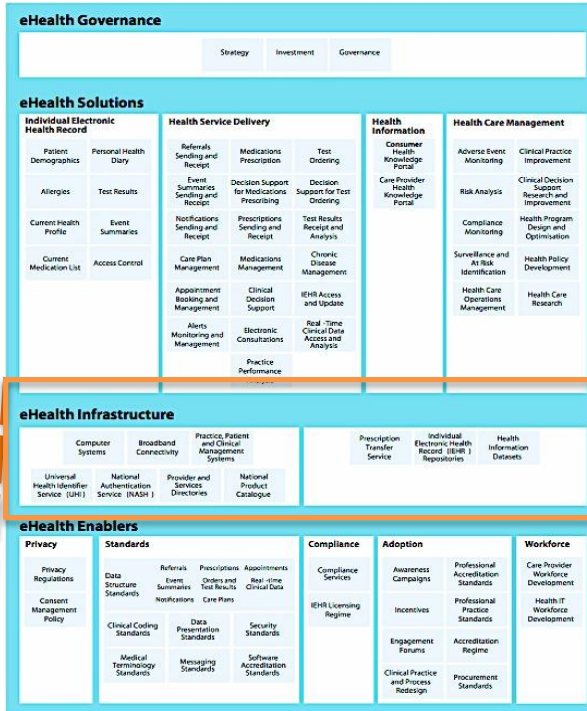 eHealth Governance
Strategy Investment Governance
eHealth Solutions
Individual Electronic
Health Record
Patient
Demographics
Personal Health
Diary
Allergies
Test Results
Current Health
Profile
Event
Summaries
Current
Medication List
Access Control
Health Service Delivery
Referrals
Sending and
Receipt
Medications
Prescription
Test
Ordering
Event
Summaries
Sending and
Receipt
Decision Support
for Medications
Prescribing
Decision
Support for Test
Ordering
Notifications
Sending and
Receipt
Prescriptions
Sending and
Receipt
Test Results
Receipt and
Analysis
Care Plan
Management
Medications
Management
Chronic
Disease
Management
Appointment
Booking and
Management
Clinical
Decision
Support
IEHR Access
and Update
Alerts
Monitoring and
Management
Electronic
Consultations
Real -Time
Clinical Data
Access and
Analysis
Practice
Performance
Health
Information
Consumer
Health
Knowledge
Portal
Care Provider
Health
Knowledge
Portal
Health Care Management
Adverse Event
Monitoring
Clinical Practice
Improvement
Risk Analysis
Clinical Decision
Support
Research and
Improvement
Compliance
Monitoring
Health Program
Design and
Optimisation
Surveillance and
At Risk
Identification
Health Policy
Development
Health Care
Operations
Management
Health Care
Research
eHealth Infrastructure
Computer
Systems
Broadband
Connectivity
Practice, Patient
and Clinical
Management
Systems
Universal
Health Identifier
Service (UHI)
National
Authentication
Service (NASH )
Provider and
Services
Directories
National
Product
Catalogue
Prescription
Transfer
Service
Individual
Electronic Health
Record (IEHR )
Repositories
Health
Information
Datasets
eHealth Enablers
Privacy
Privacy
Regulations
Consent
Management
Policy
Standards
Data
Structure
Standards
Referrals Prescriptions Appointments
Event
Summaries
Orders and
Test Results
Real -time
Clinical Data
Notifications Care Plans
Clinical Coding
Standards
Data
Presentation
Standards
Security
Standards
Medical
Terminology
Standards
Messaging
Standards
Software
Accreditation
Standards
Compliance
Compliance
Services
IEHR Licensing
Regime
Adoption
Awareness
Campaigns
Professional
Accreditation
Standards
Incentives
Professional
Practice
Standards
Engagement
Forums
Accreditation
Regime
Clinical Practice
and Process
Redesign
Procurement
Standards
Workforce
Care Provider
Workforce
Development
Health IT
Workforce
Development